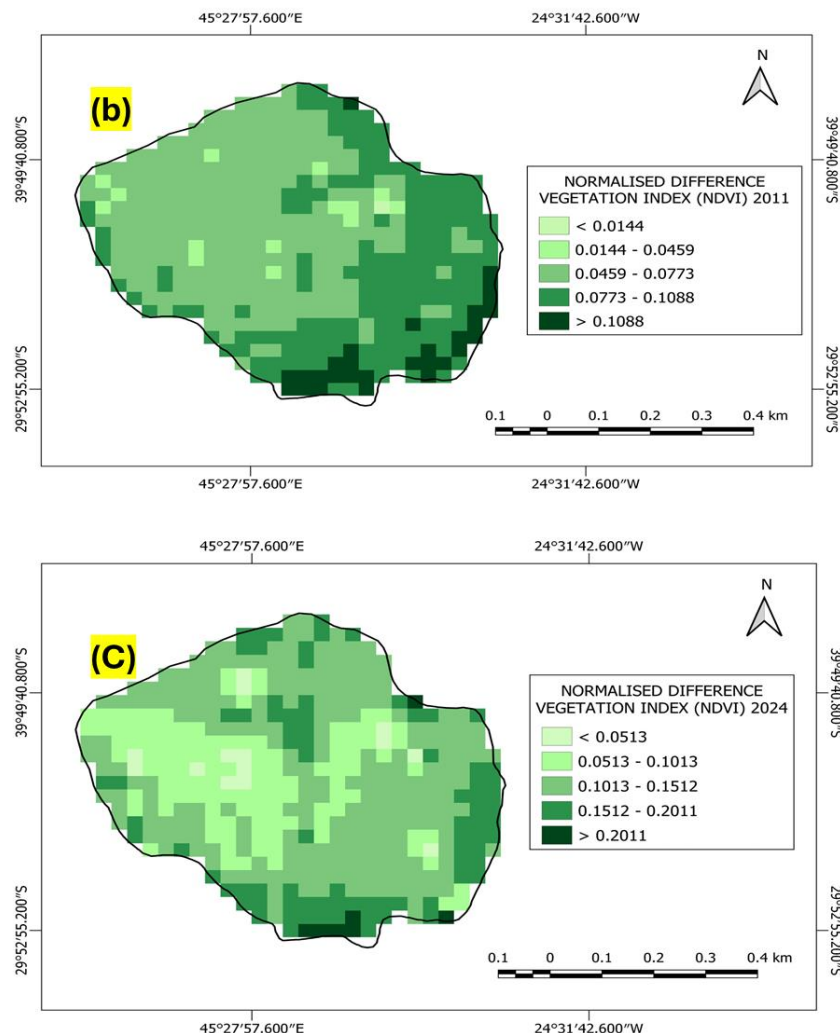 45°27′57.600″E 24°31′42.600″W
(b)
N
39°49′40.800″S 39°49′40.800″S
NORMALISED DIFFERENCE
VEGETATION INDEX (NDVI) 2011
< 0.0144
0.0144 - 0.0459
0.0459 - 0.0773
0.0773 - 0.1088
> 0.1088
29°52′55.200″S 29°52′55.200″S
0.1 0 0.1 0.2 0.3 0.4 km
45°27′57.600″E 24°31′42.600″W
45°27′57.600″E 24°31′42.600″W
(C)
N
39°49′40.800″S 39°49′40.800″S
NORMALISED DIFFERENCE
VEGETATION INDEX (NDVI) 2024
< 0.0513
0.0513 - 0.1013
0.1013 - 0.1512
0.1512 - 0.2011
> 0.2011
29°52′55.200″S 29°52′55.200″S
0.1 0 0.1 0.2 0.3 0.4 km
45°27′57.600″E 24°31′42.600″W